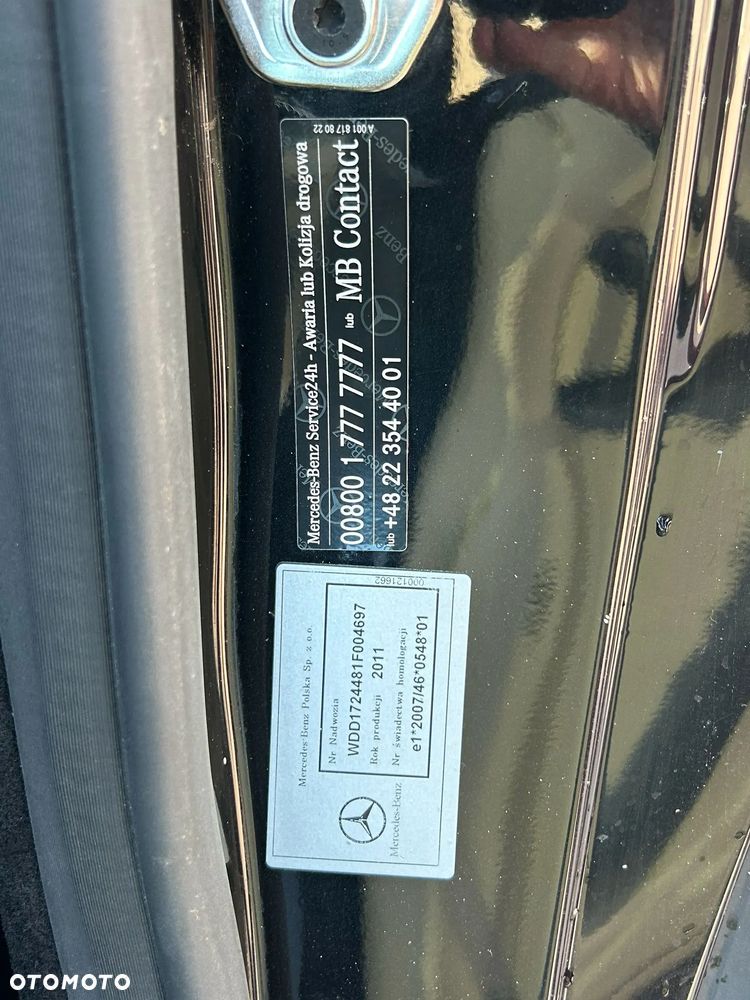 A 001 817 80 22
Mercedes-Benz Service24h - Awaria lub Kolizja drogowa
00800 1 777 7777 lub MB Contact
lub +48 22 354 40 01
000121662
Mercedes-Benz Polska Sp. z o.o.
Nr Nadwozia
WDD1724481F004697
Rok produkcji 2011
Nr świadectwa homologacji
e1*2007/46*0548*01
Mercedes-Benz
OTOMOTO